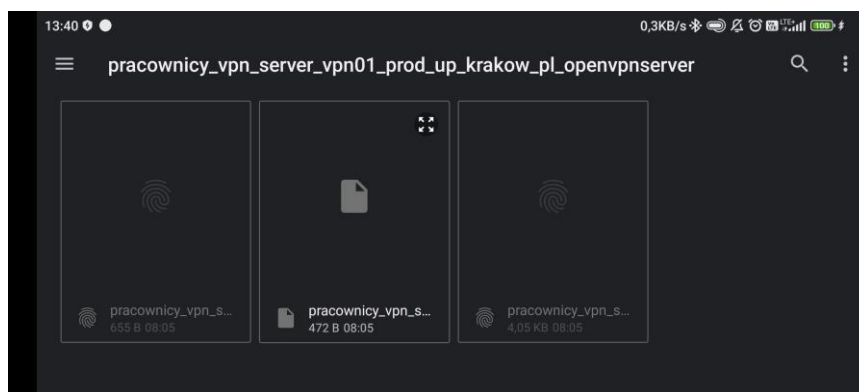 13:40 0,3KB/s 100
pracownicy_vpn_server_vpn01_prod_up_krakow_pl_openvpnserver
pracownicy_vpn_s...
655 B 08:05
pracownicy_vpn_s...
472 B 08:05
pracownicy_vpn_s...
4,05 KB 08:05